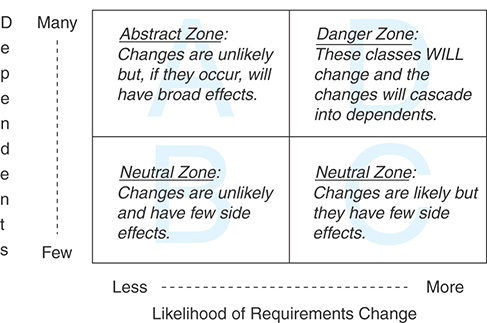 Dependents
Many
Few
A
Abstract Zone:
Changes are unlikely
but, if they occur, will
have broad effects.
D
Danger Zone:
These classes WILL
change and the
changes will cascade
into dependents.
B
Neutral Zone:
Changes are unlikely
and have few side
effects.
C
Neutral Zone:
Changes are likely but
they have few side
effects.
Less
More
Likelihood of Requirements Change